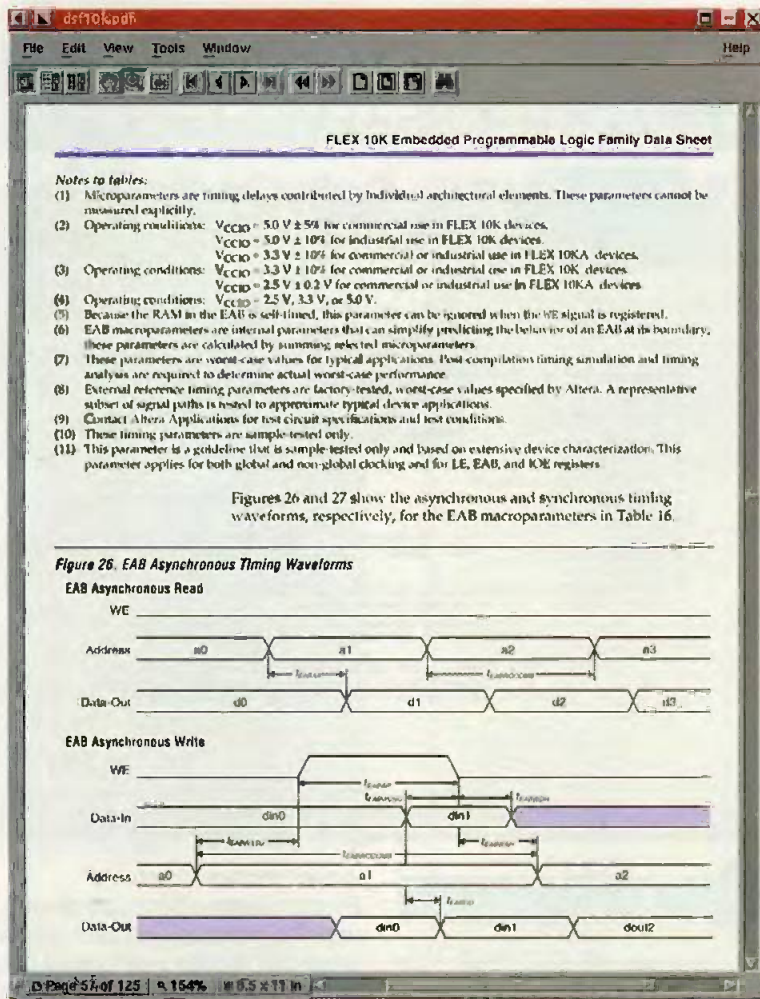 dsf10k.pdf
File Edit View Tools Window Help
FLEX 10K Embedded Programmable Logic Family Data Sheet
Notes to tables:
(1) Microparameters are timing delays contributed by individual architectural elements. These parameters cannot be
measured explicitly.
(2) Operating conditions: VCCIO = 5.0 V ± 5% for commercial use in FLEX 10K devices.
VCCIO = 5.0 V ± 10% for industrial use in FLEX 10K devices.
VCCIO = 3.3 V ± 10% for commercial or industrial use in FLEX 10KA devices.
(3) Operating conditions: VCCIO = 3.3 V ± 10% for commercial or industrial use in FLEX 10K devices.
VCCIO = 2.5 V ± 0.2 V for commercial or industrial use in FLEX 10KA devices.
(4) Operating conditions: VCCIO = 2.5 V, 3.3 V, or 5.0 V.
(5) Because the RAM in the EAB is self-timed, this parameter can be ignored when the WE signal is registered.
(6) EAB macroparameters are internal parameters that can simplify predicting the behavior of an EAB at its boundary,
these parameters are calculated by summing selected microparameters.
(7) These parameters are worst-case values for typical applications. Post-compilation timing simulation and timing
analysis are required to determine actual worst-case performance.
(8) External reference timing parameters are factory-tested, worst-case values specified by Altera. A representative
subset of signal paths is tested to approximate typical device applications.
(9) Contact Altera Applications for test circuit specifications and test conditions.
(10) These timing parameters are sample-tested only.
(11) This parameter is a guideline that is sample-tested only and based on extensive device characterization. This
parameter applies for both global and non-global clocking and for LE, EAB, and IOE registers.
Figures 26 and 27 show the asynchronous and synchronous timing
waveforms, respectively, for the EAB macroparameters in Table 16.
Figure 26. EAB Asynchronous Timing Waveforms
EAB Asynchronous Read
WE
Address a0 a1 a2 a3
Data-Out d0 d1 d2 d3
EAB Asynchronous Write
WE
Data-In din0 din1
Address a0 a1 a2
Data-Out din0 din1 dout2
Page 57 of 125 154% 8.5 x 11 in